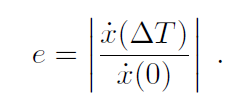 e = | ẋ(ΔT) / ẋ(0) | .